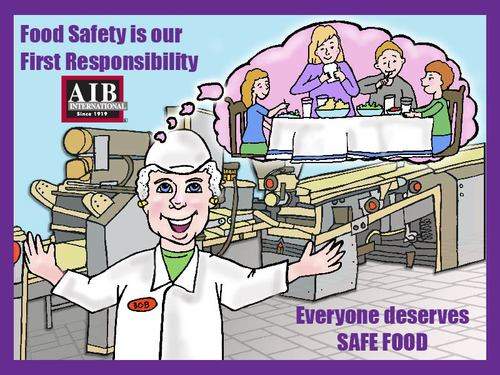 Food Safety is our
First Responsibility
AIB
INTERNATIONAL
Since 1919
BOB
Everyone deserves
SAFE FOOD